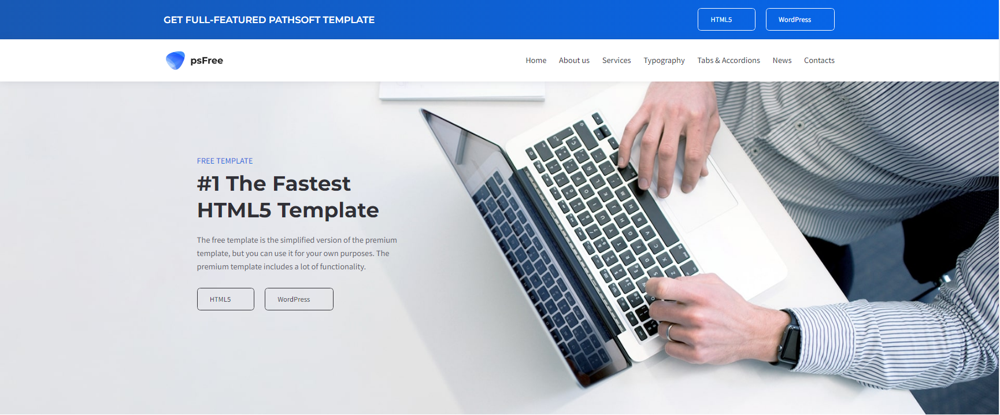 GET FULL-FEATURED PATHSOFT TEMPLATE
HTML5
WordPress
psFree
Home
About us
Services
Typography
Tabs & Accordions
News
Contacts
FREE TEMPLATE
#1 The Fastest
HTML5 Template
The free template is the simplified version of the premium
template, but you can use it for your own purposes. The
premium template includes a lot of functionality.
HTML5
WordPress